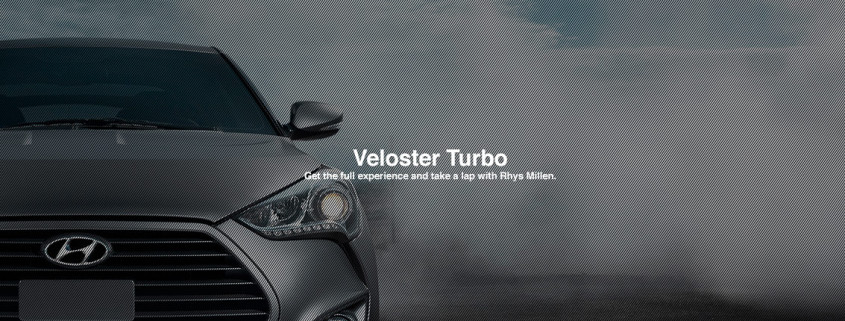 Veloster Turbo
Get the full experience and take a lap with Rhys Millen.